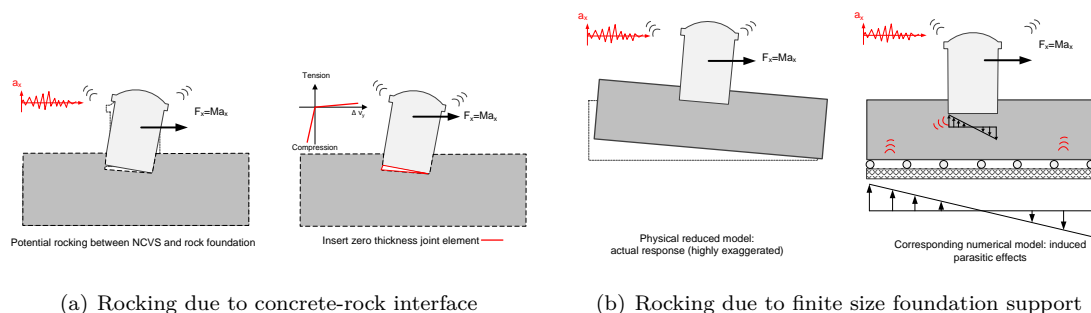 aₓ
Fₓ=Maₓ
Potential rocking between NCVS and rock foundation
Tension
Δ vᵧ
Compression
Fₓ=Maₓ
Insert zero thickness joint element
(a) Rocking due to concrete-rock interface
aₓ
Fₓ=Maₓ
Physical reduced model:
actual response (highly exaggerated)
aₓ
Fₓ=Maₓ
Corresponding numerical model: induced
parasitic effects
(b) Rocking due to finite size foundation support